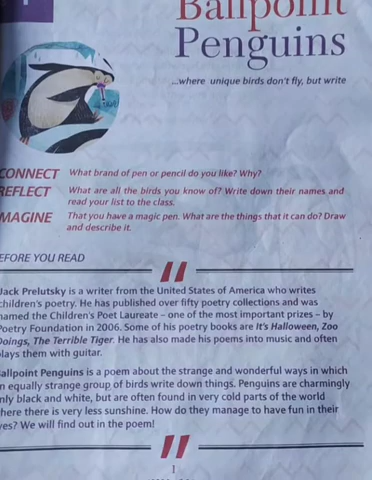 Ballpoint
Penguins
...where unique birds don't fly, but write
CONNECT What brand of pen or pencil do you like? Why?
REFLECT What are all the birds you know of? Write down their names and
read your list to the class.
MAGINE That you have a magic pen. What are the things that it can do? Draw
and describe it.
EFORE YOU READ
Jack Prelutsky is a writer from the United States of America who writes
children's poetry. He has published over fifty poetry collections and was
named the Children's Poet Laureate – one of the most important prizes – by
Poetry Foundation in 2006. Some of his poetry books are It's Halloween, Zoo
Doings, The Terrible Tiger. He has also made his poems into music and often
plays them with guitar.
allpoint Penguins is a poem about the strange and wonderful ways in which
n equally strange group of birds write down things. Penguins are charmingly
nly black and white, but are often found in very cold parts of the world
here there is very less sunshine. How do they manage to have fun in their
ves? We will find out in the poem!
1